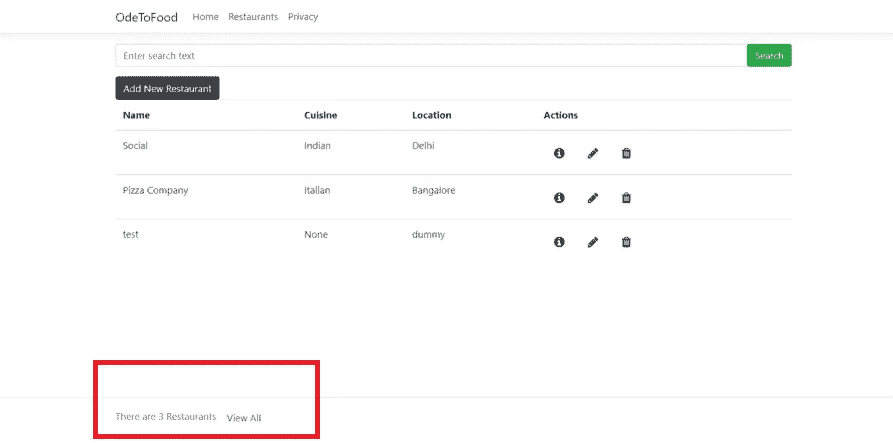 OdeToFood Home Restaurants Privacy
Enter search text Search
Add New Restaurant
Name Cuisine Location Actions
Social Indian Delhi
Pizza Company Italian Bangalore
test None dummy
There are 3 Restaurants View All